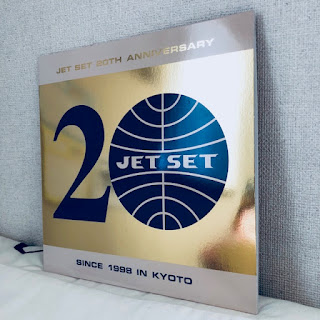 JET SET 20TH ANNIVERSARY
20
JET SET
SINCE 1998 IN KYOTO